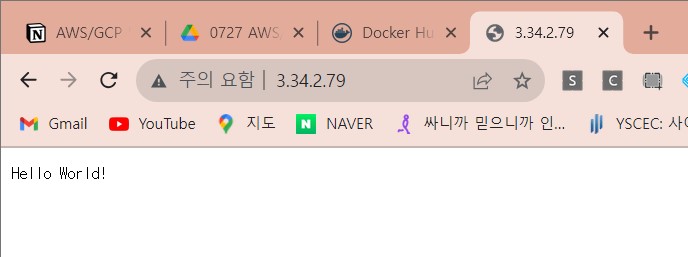 AWS/GCP
0727 AWS/
Docker Hu
3.34.2.79
주의 요함 3.34.2.79
S
C
Gmail
YouTube
지도
NAVER
싸니까 믿으니까 인...
YSCEC: 사이
Hello World!